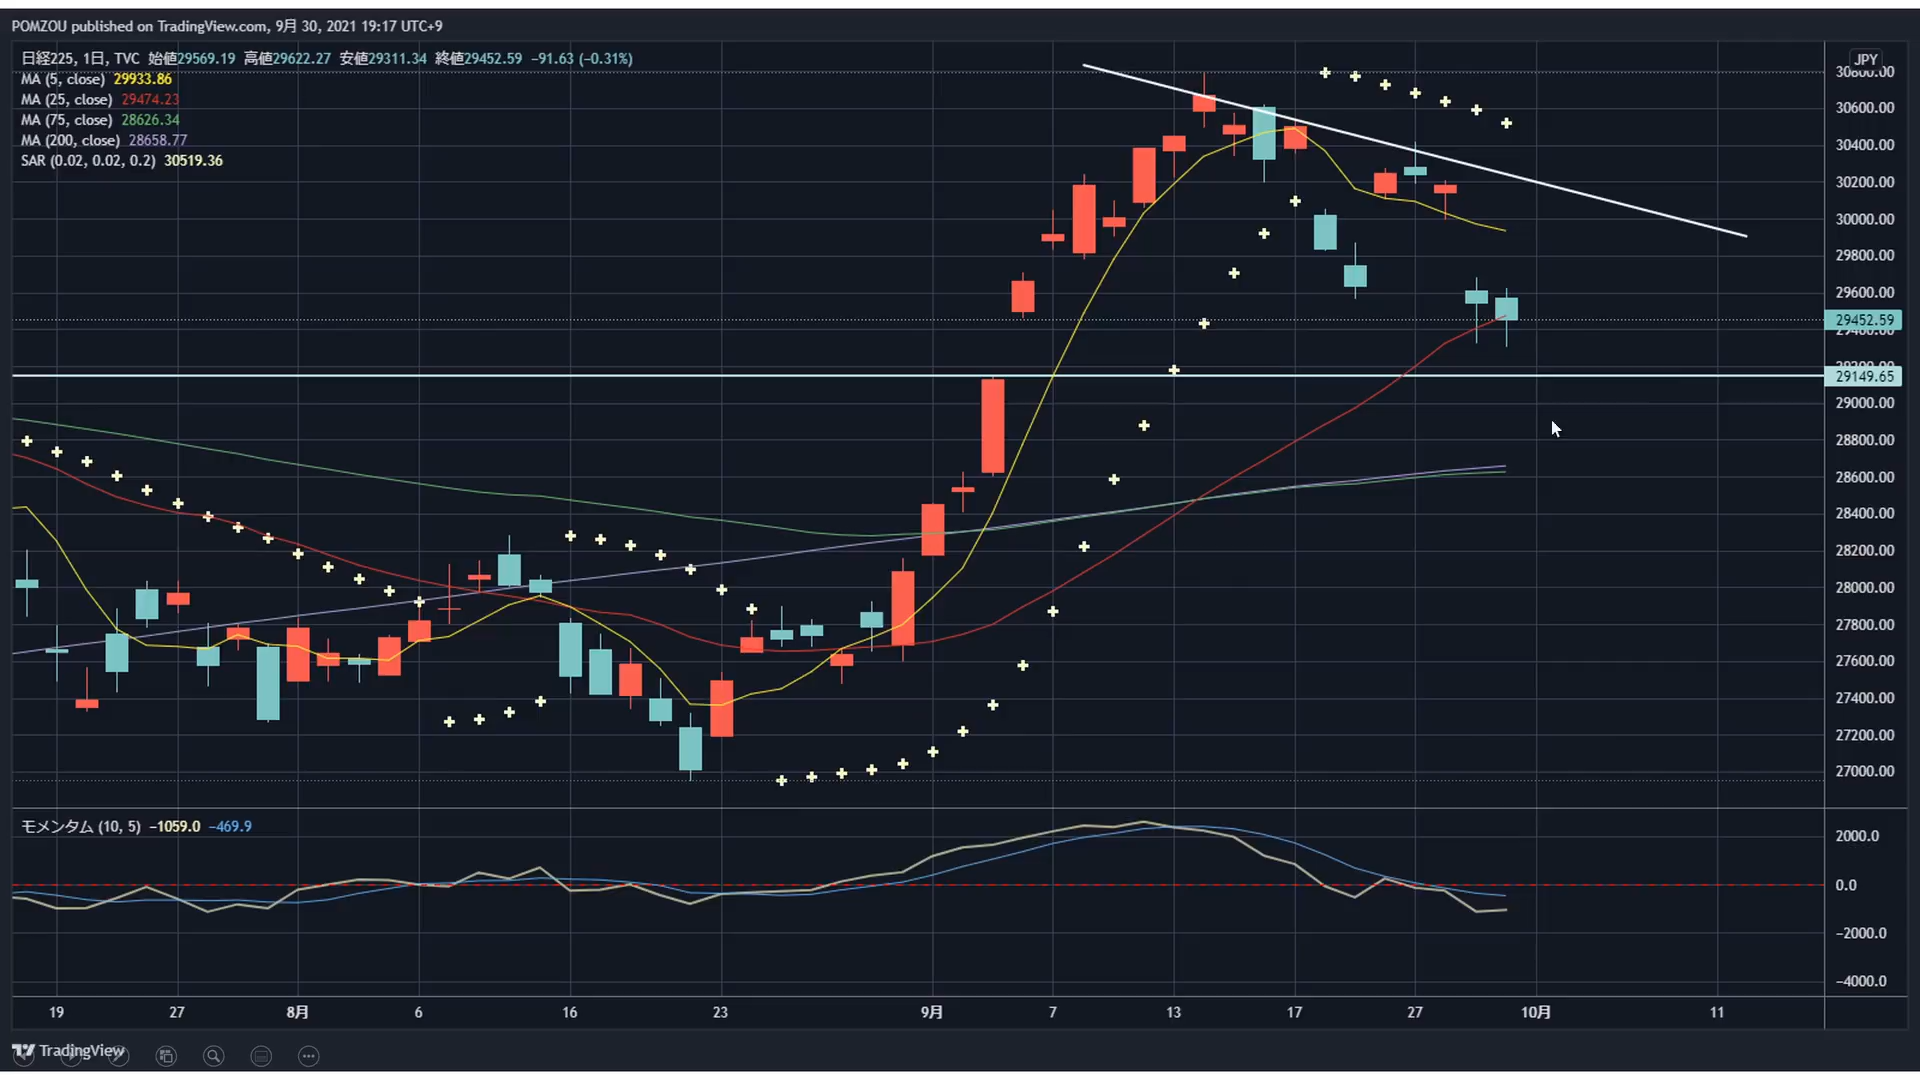 POMZOU published on TradingView.com, 9月 30, 2021 19:17 UTC+9
日経225, 1日, TVC 始値29569.19 高値29622.27 安値29311.34 終値29452.59 −91.63 (−0.31%)
MA (5, close) 29933.86
MA (25, close) 29474.23
MA (75, close) 28626.34
MA (200, close) 28658.77
SAR (0.02, 0.02, 0.2) 30519.36
JPY
30800.00
30600.00
30400.00
30200.00
30000.00
29800.00
29600.00
29452.59
29400.00
29200.00
29149.65
29000.00
28800.00
28600.00
28400.00
28200.00
28000.00
27800.00
27600.00
27400.00
27200.00
27000.00
モメンタム (10, 5) −1059.0 −469.9
2000.0
0.0
−2000.0
−4000.0
19 27 8月 6 16 23 9月 7 13 17 27 10月 11
TradingView